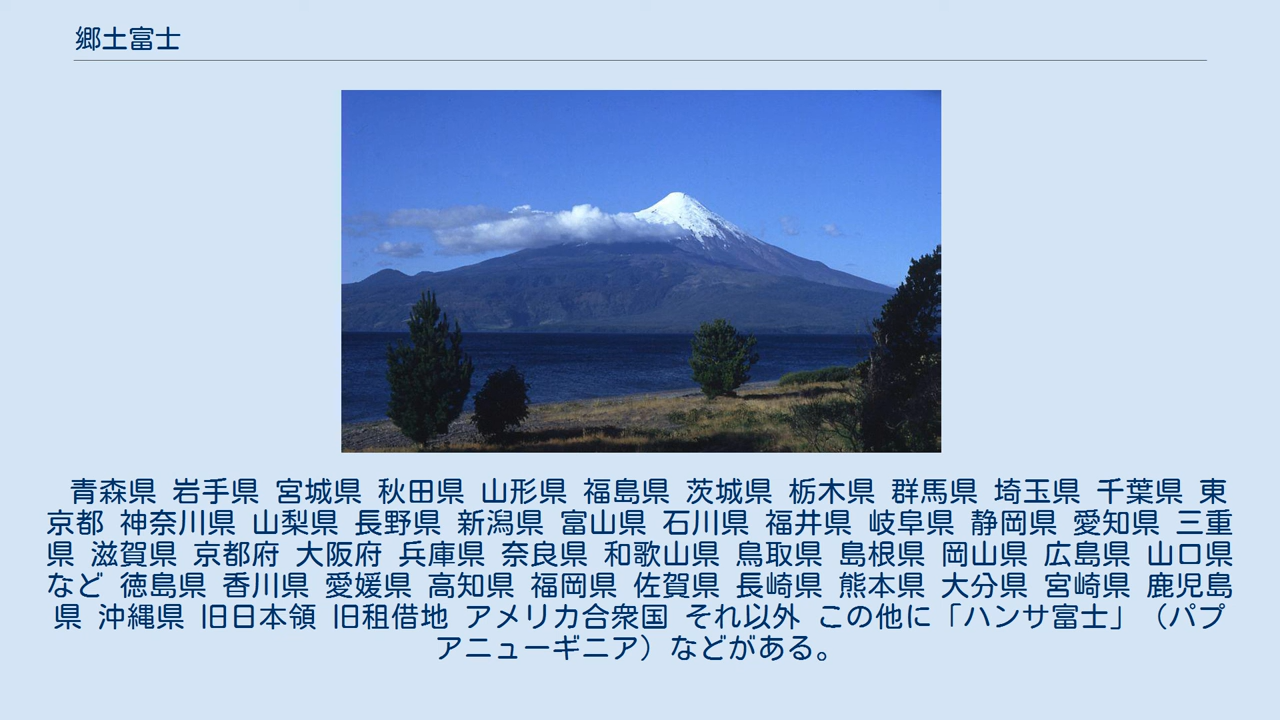 郷土富士
青森県 岩手県 宮城県 秋田県 山形県 福島県 茨城県 栃木県 群馬県 埼玉県 千葉県 東
京都 神奈川県 山梨県 長野県 新潟県 富山県 石川県 福井県 岐阜県 静岡県 愛知県 三重
県 滋賀県 京都府 大阪府 兵庫県 奈良県 和歌山県 鳥取県 島根県 岡山県 広島県 山口県
など 徳島県 香川県 愛媛県 高知県 福岡県 佐賀県 長崎県 熊本県 大分県 宮崎県 鹿児島
県 沖縄県 旧日本領 旧租借地 アメリカ合衆国 それ以外 この他に「ハンサ富士」（パプ
アニューギニア）などがある。